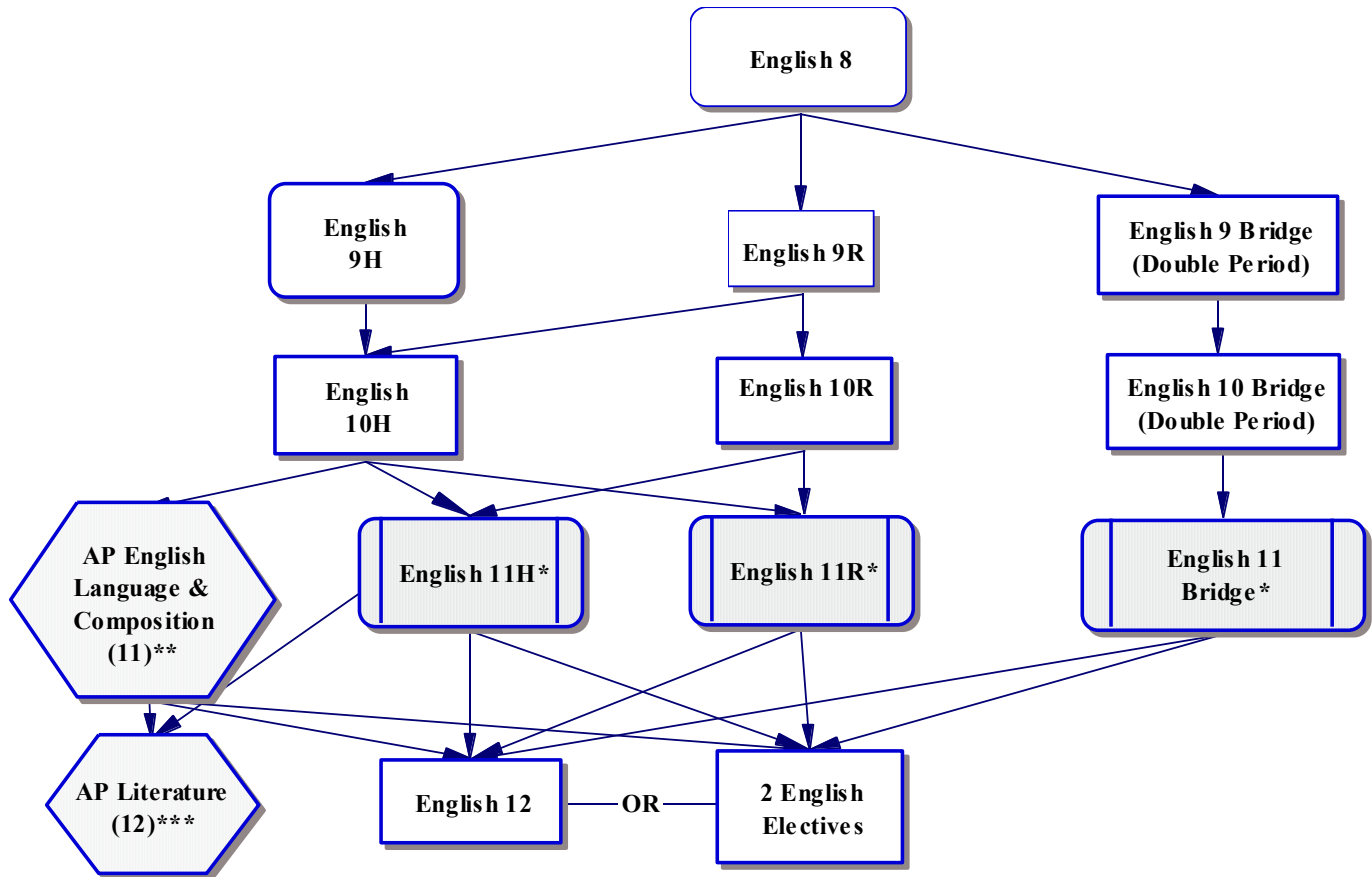 English 8
English
9H
English 9R
English 9 Bridge
(Double Period)
English
10H
English 10R
English 10 Bridge
(Double Period)
AP English
Language &
Composition
(11)**
English 11H*
English 11R*
English 11
Bridge*
AP Literature
(12)***
English 12
OR
2 English
Electives